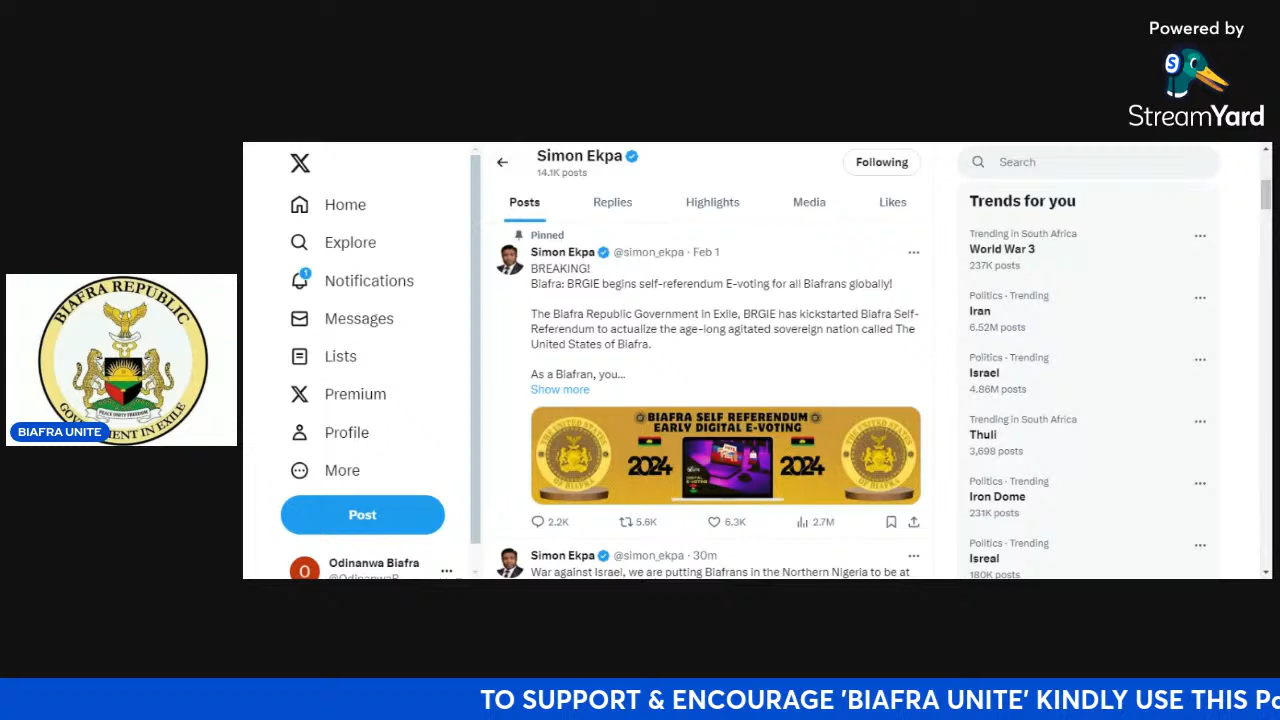 Powered by
StreamYard
BIAFRA REPUBLIC
GOVERNMENT IN EXILE
PEACE UNITY FREEDOM
BIAFRA UNITE
X
Home
Explore
1
Notifications
Messages
Lists
Premium
Profile
More
Post
Odinanwa Biafra
Simon Ekpa
14.1K posts
Following
Posts
Replies
Highlights
Media
Likes
Pinned
Simon Ekpa @simon_ekpa · Feb 1
BREAKING!
Biafra: BRGIE begins self-referendum E-voting for all Biafrans globally!
The Biafra Republic Government in Exile, BRGIE has kickstarted Biafra Self-
Referendum to actualize the age-long agitated sovereign nation called The
United States of Biafra.
As a Biafran, you...
Show more
BIAFRA SELF REFERENDUM
EARLY DIGITAL E-VOTING
2024
2024
2.2K
5.6K
6.3K
2.7M
Simon Ekpa @simon_ekpa · 30m
War against Israel, we are putting Biafrans in the Northern Nigeria to be at
Search
Trends for you
Trending in South Africa
World War 3
237K posts
Politics · Trending
Iran
6.52M posts
Politics · Trending
Israel
4.86M posts
Trending in South Africa
Thuli
3,698 posts
Politics · Trending
Iron Dome
231K posts
Politics · Trending
Isreal
180K posts
TO SUPPORT & ENCOURAGE 'BIAFRA UNITE' KINDLY USE THIS